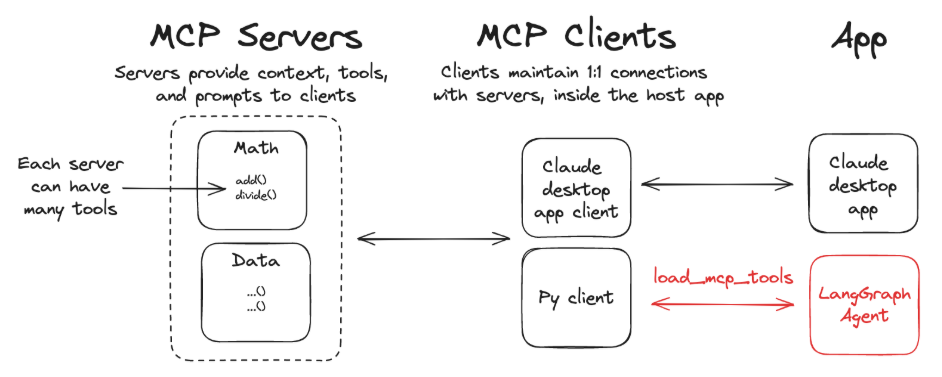 MCP Servers
Servers provide context, tools,
and prompts to clients
MCP Clients
Clients maintain 1:1 connections
with servers, inside the host app
App
Each server
can have
many tools
Math
add()
divide()
Data
...()
...()
Claude
desktop
app client
Py client
load_mcp_tools
Claude
desktop
app
LangGraph
Agent